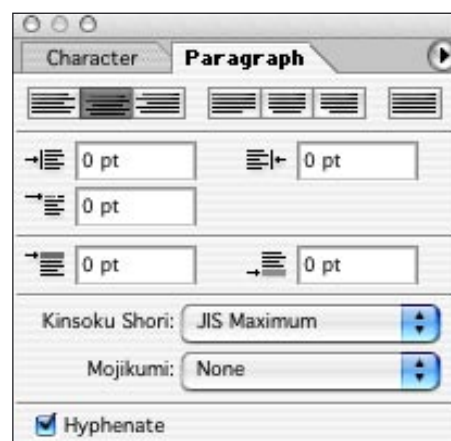 Character Paragraph
0 pt 0 pt
0 pt
0 pt 0 pt
Kinsoku Shori: JIS Maximum
Mojikumi: None
Hyphenate